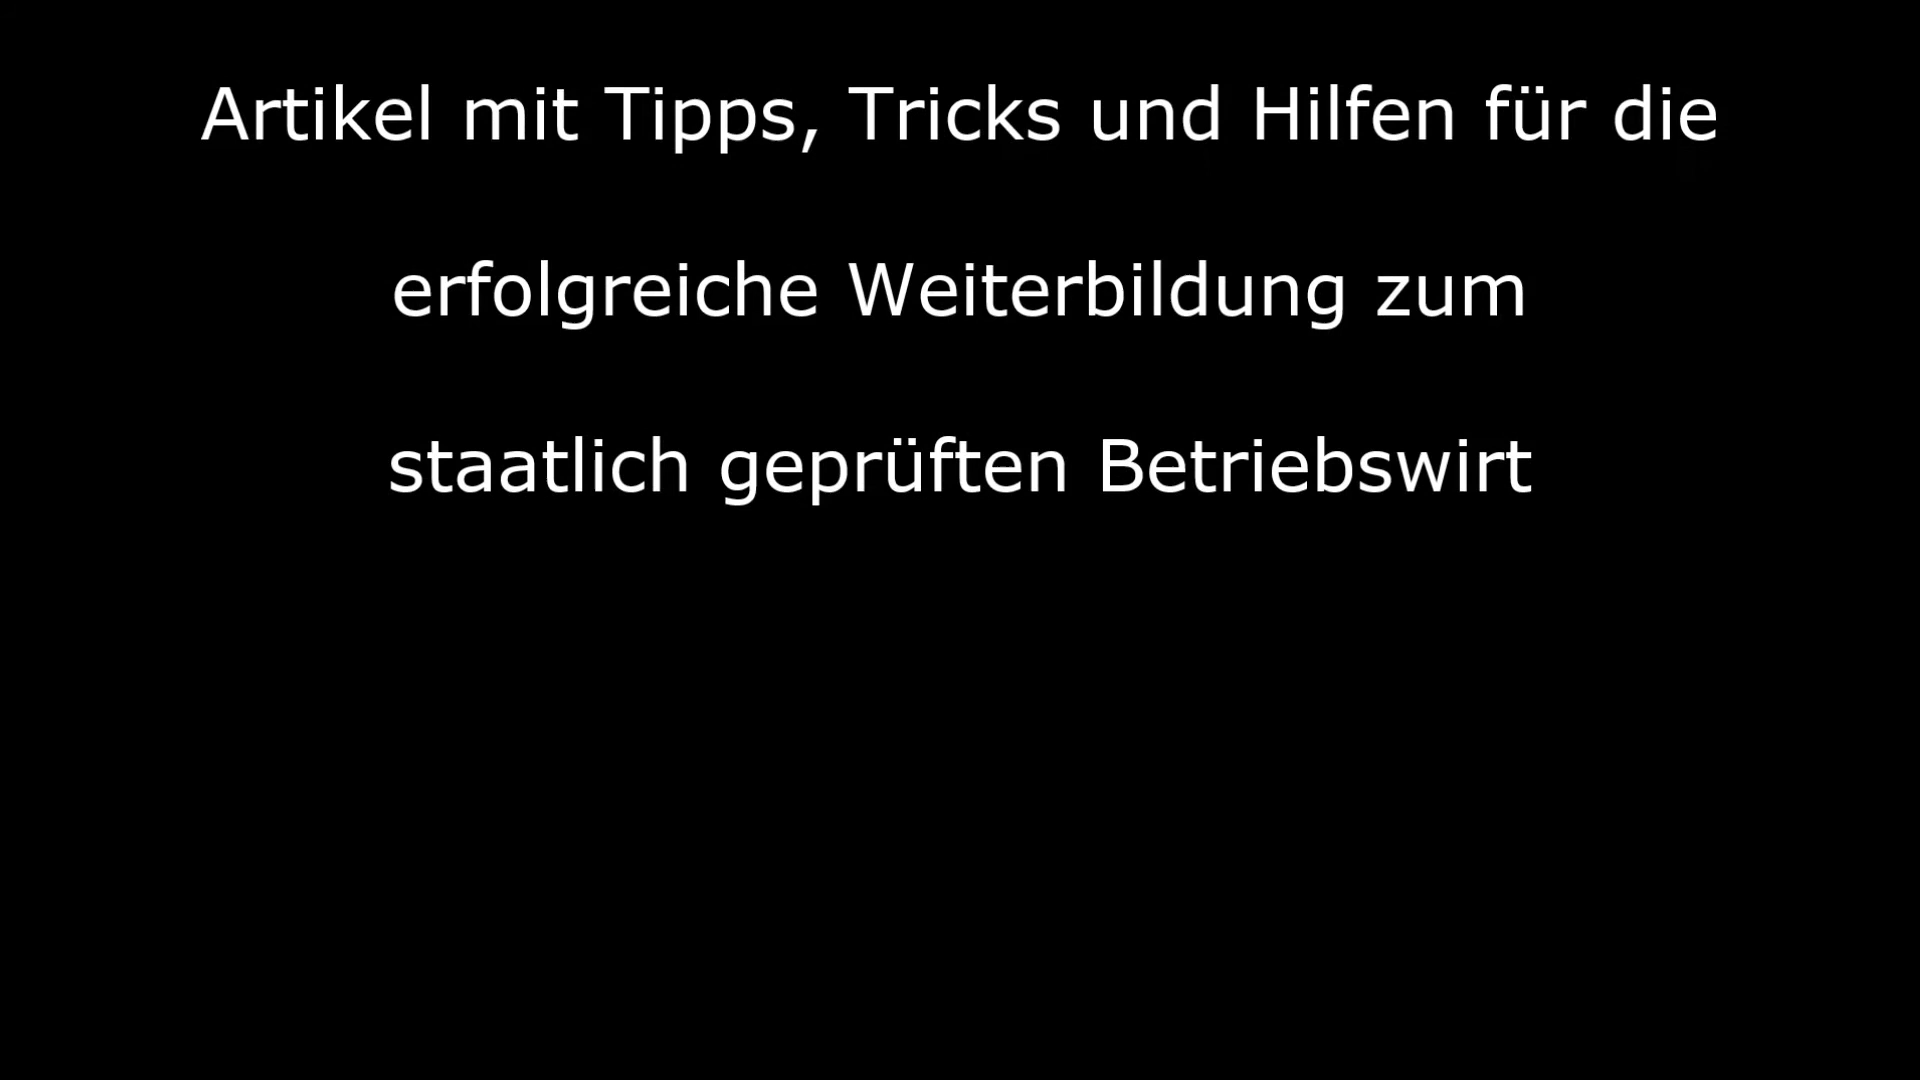 Artikel mit Tipps, Tricks und Hilfen für die
erfolgreiche Weiterbildung zum
staatlich geprüften Betriebswirt